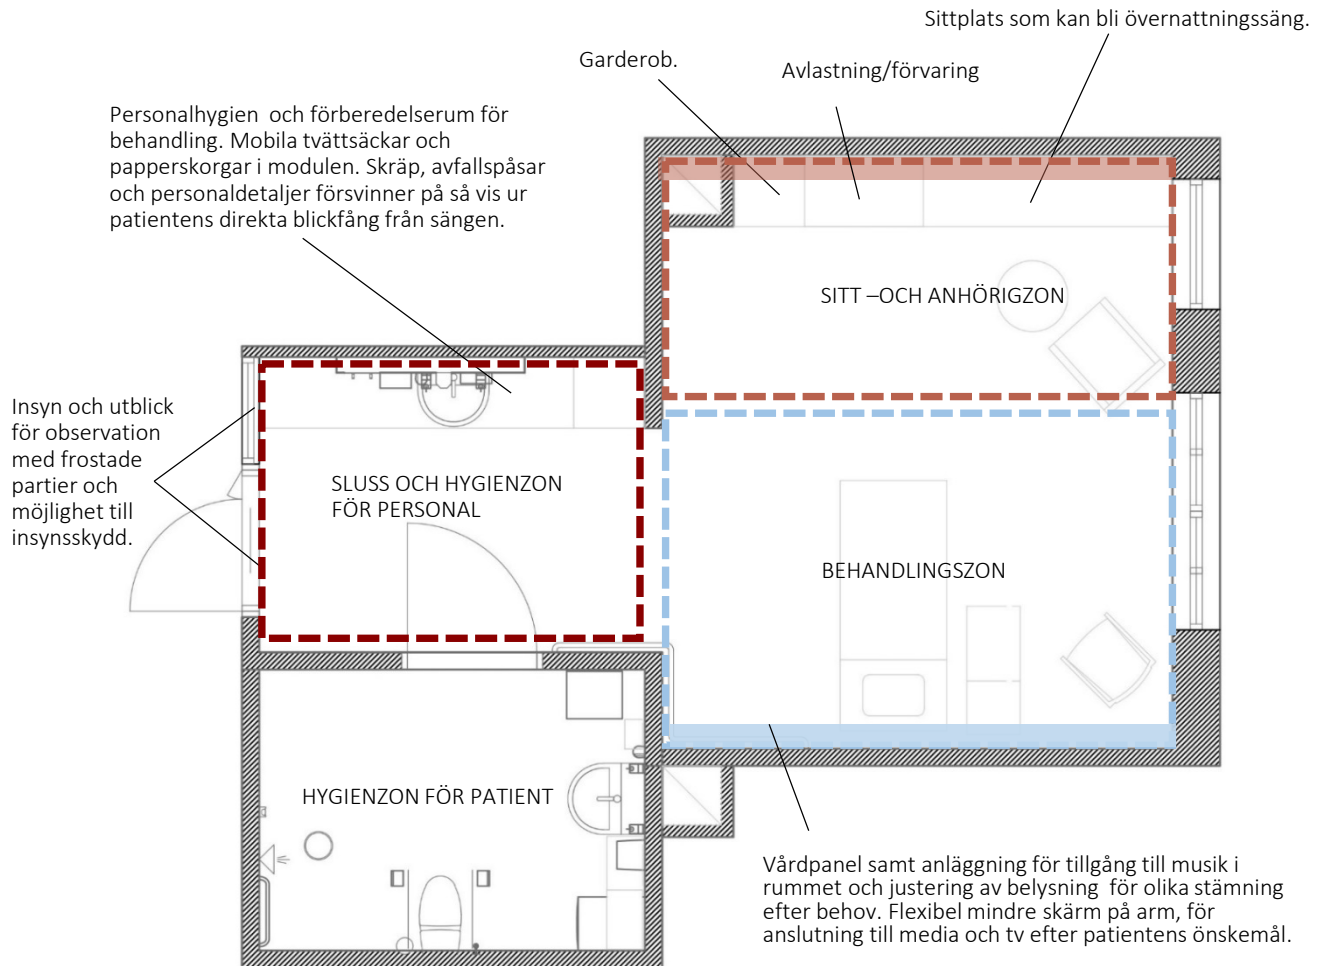 Sittplats som kan bli övernattningssäng.
Garderob.
Avlastning/förvaring
Personalhygien  och förberedelserum för
behandling. Mobila tvättsäckar och
papperskorgar i modulen. Skräp, avfallspåsar
och personaldetaljer försvinner på så vis ur
patientens direkta blickfång från sängen.
SITT –OCH ANHÖRIGZON
Insyn och utblick
för observation
med frostade
partier och
möjlighet till
insynsskydd.
SLUSS OCH HYGIENZON
FÖR PERSONAL
BEHANDLINGSZON
HYGIENZON FÖR PATIENT
Vårdpanel samt anläggning för tillgång till musik i
rummet och justering av belysning  för olika stämning
efter behov. Flexibel mindre skärm på arm, för
anslutning till media och tv efter patientens önskemål.